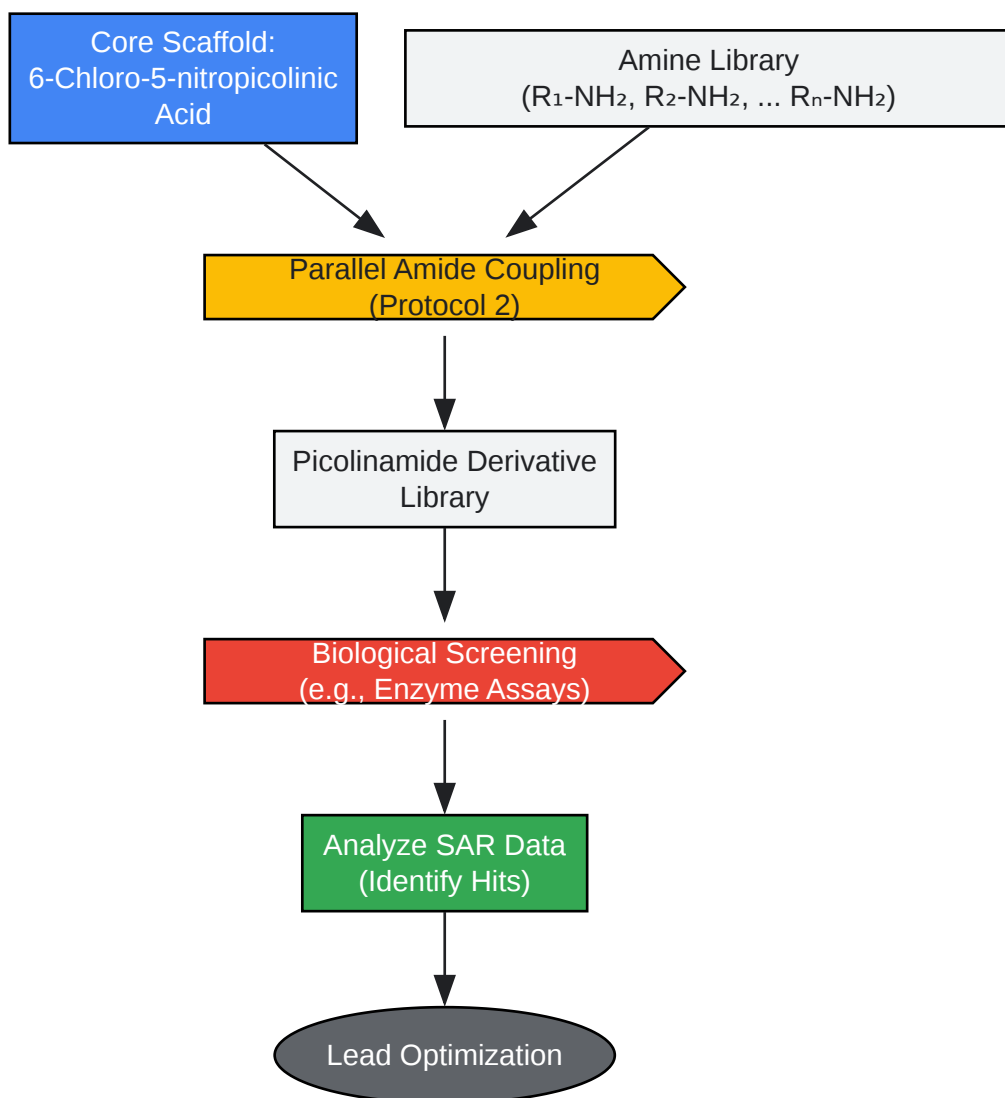 Core Scaffold:
6-Chloro-5-nitropicolinic
Acid
Amine Library
(R₁-NH₂, R₂-NH₂, ... Rₙ-NH₂)
Parallel Amide Coupling
(Protocol 2)
Picolinamide Derivative
Library
Biological Screening
(e.g., Enzyme Assays)
Analyze SAR Data
(Identify Hits)
Lead Optimization